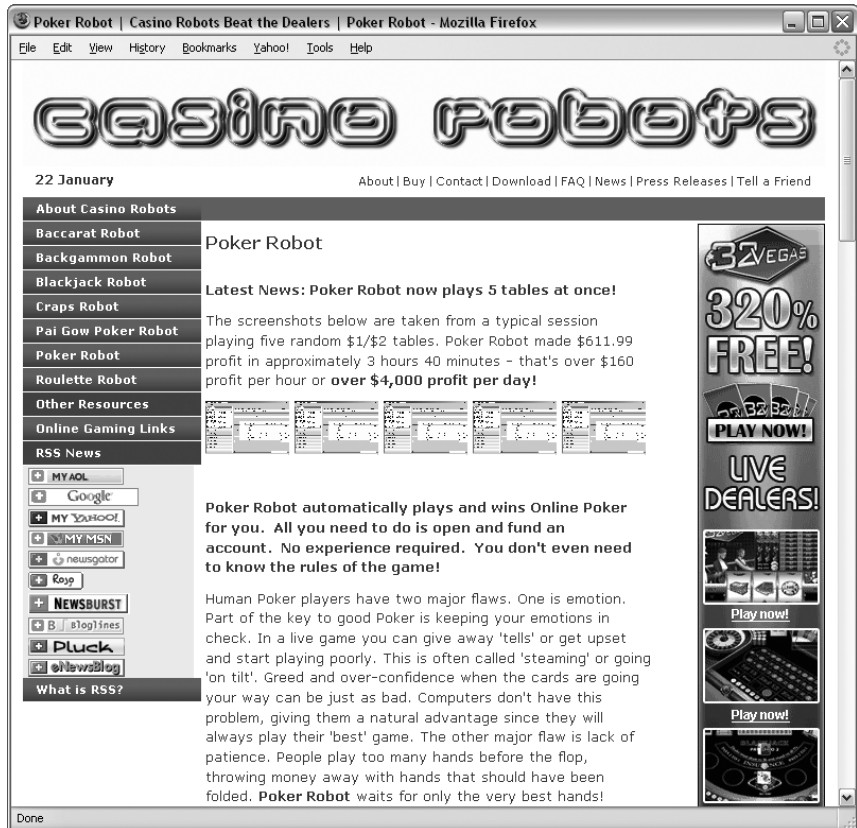 Poker Robot | Casino Robots Beat the Dealers | Poker Robot - Mozilla Firefox
File Edit View History Bookmarks Yahoo! Tools Help
casino robots
22 January
About | Buy | Contact | Download | FAQ | News | Press Releases | Tell a Friend
About Casino Robots
Baccarat Robot
Backgammon Robot
Blackjack Robot
Craps Robot
Pai Gow Poker Robot
Poker Robot
Roulette Robot
Other Resources
Online Gaming Links
RSS News
MY AOL
Google
MY YAHOO!
MY MSN
newsgator
Rojo
NEWSBURST
B Bloglines
Pluck
eNewsBlog
What is RSS?
Poker Robot
Latest News: Poker Robot now plays 5 tables at once!
The screenshots below are taken from a typical session
playing five random $1/$2 tables. Poker Robot made $611.99
profit in approximately 3 hours 40 minutes – that's over $160
profit per hour or over $4,000 profit per day!
Poker Robot automatically plays and wins Online Poker
for you. All you need to do is open and fund an
account. No experience required. You don't even need
to know the rules of the game!
Human Poker players have two major flaws. One is emotion.
Part of the key to good Poker is keeping your emotions in
check. In a live game you can give away 'tells' or get upset
and start playing poorly. This is often called 'steaming' or going
'on tilt'. Greed and over-confidence when the cards are going
your way can be just as bad. Computers don't have this
problem, giving them a natural advantage since they will
always play their 'best' game. The other major flaw is lack of
patience. People play too many hands before the flop,
throwing money away with hands that should have been
folded. Poker Robot waits for only the very best hands!
32VEGAS
320%
FREE!
32 32
PLAY NOW!
LIVE
DEALERS!
Play now!
Play now!
BLACKJACK
Done